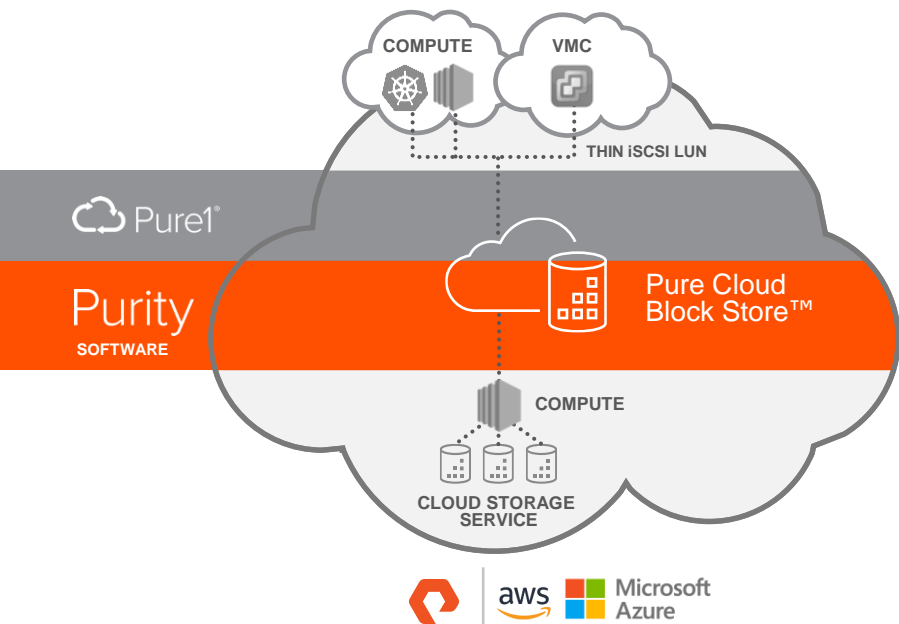 COMPUTE
VMC
THIN iSCSI LUN
Pure1®
Purity
SOFTWARE
Pure Cloud
Block Store™
COMPUTE
CLOUD STORAGE
SERVICE
aws
Microsoft
Azure